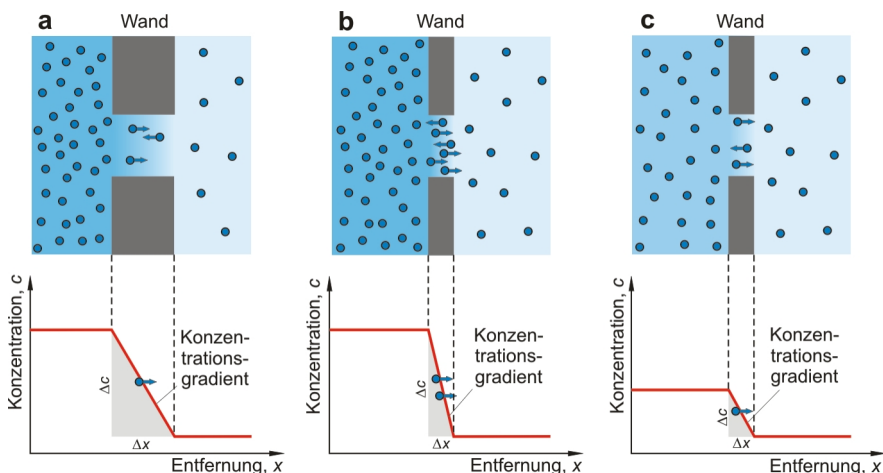 a
Wand
b
Wand
c
Wand
Konzentration, c
Konzen-
trations-
gradient
Δc
Δx
Entfernung, x
Konzentration, c
Konzen-
trations-
gradient
Δc
Δx
Entfernung, x
Konzentration, c
Konzen-
trations-
gradient
Δc
Δx
Entfernung, x